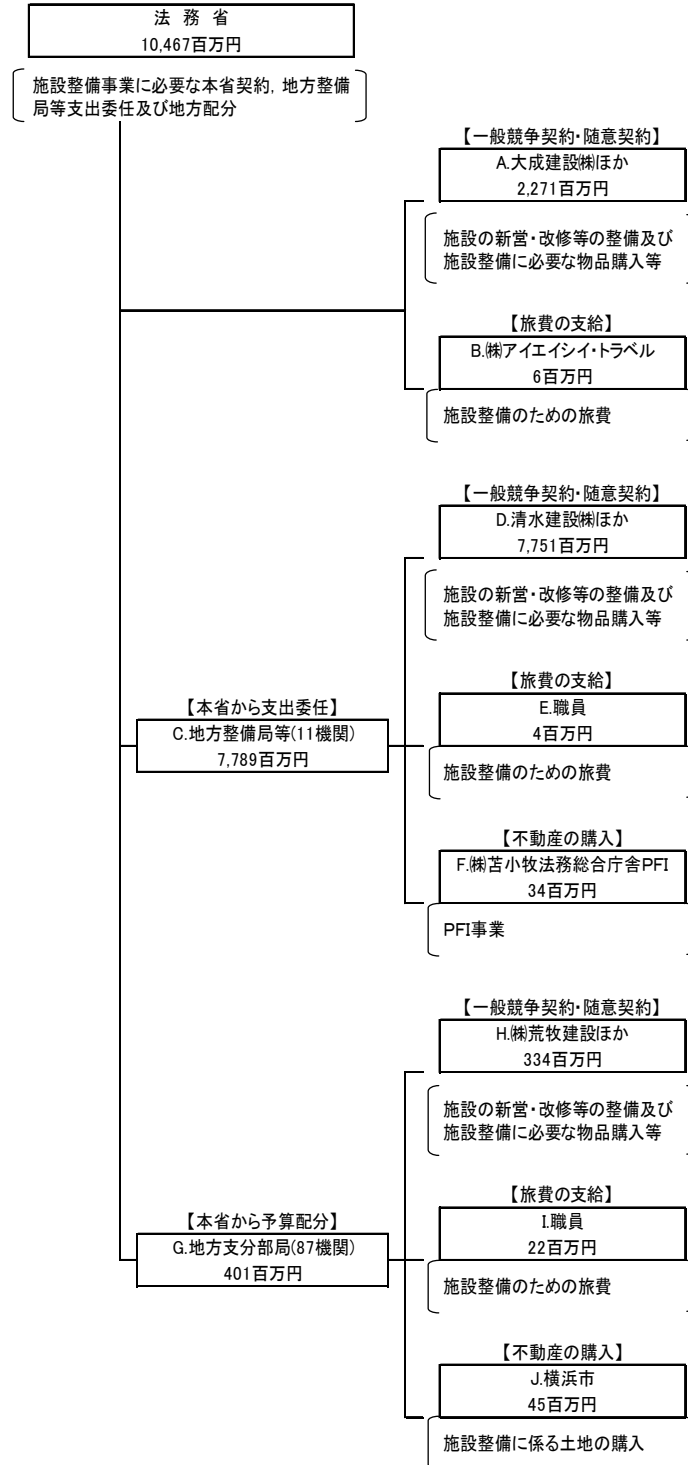 法 務 省
10,467百万円
施設整備事業に必要な本省契約, 地方整備
局等支出委任及び地方配分
【一般競争契約・随意契約】
A.大成建設㈱ほか
2,271百万円
施設の新営・改修等の整備及び
施設整備に必要な物品購入等
【旅費の支給】
B.㈱アイエイシイ・トラベル
6百万円
施設整備のための旅費
【一般競争契約・随意契約】
D.清水建設㈱ほか
7,751百万円
施設の新営・改修等の整備及び
施設整備に必要な物品購入等
【本省から支出委任】
C.地方整備局等(11機関)
7,789百万円
【旅費の支給】
E.職員
4百万円
施設整備のための旅費
【不動産の購入】
F.㈱苫小牧法務総合庁舎PFI
34百万円
PFI事業
【一般競争契約・随意契約】
H.㈱荒牧建設ほか
334百万円
施設の新営・改修等の整備及び
施設整備に必要な物品購入等
【本省から予算配分】
G.地方支分部局(87機関)
401百万円
【旅費の支給】
I.職員
22百万円
施設整備のための旅費
【不動産の購入】
J.横浜市
45百万円
施設整備に係る土地の購入